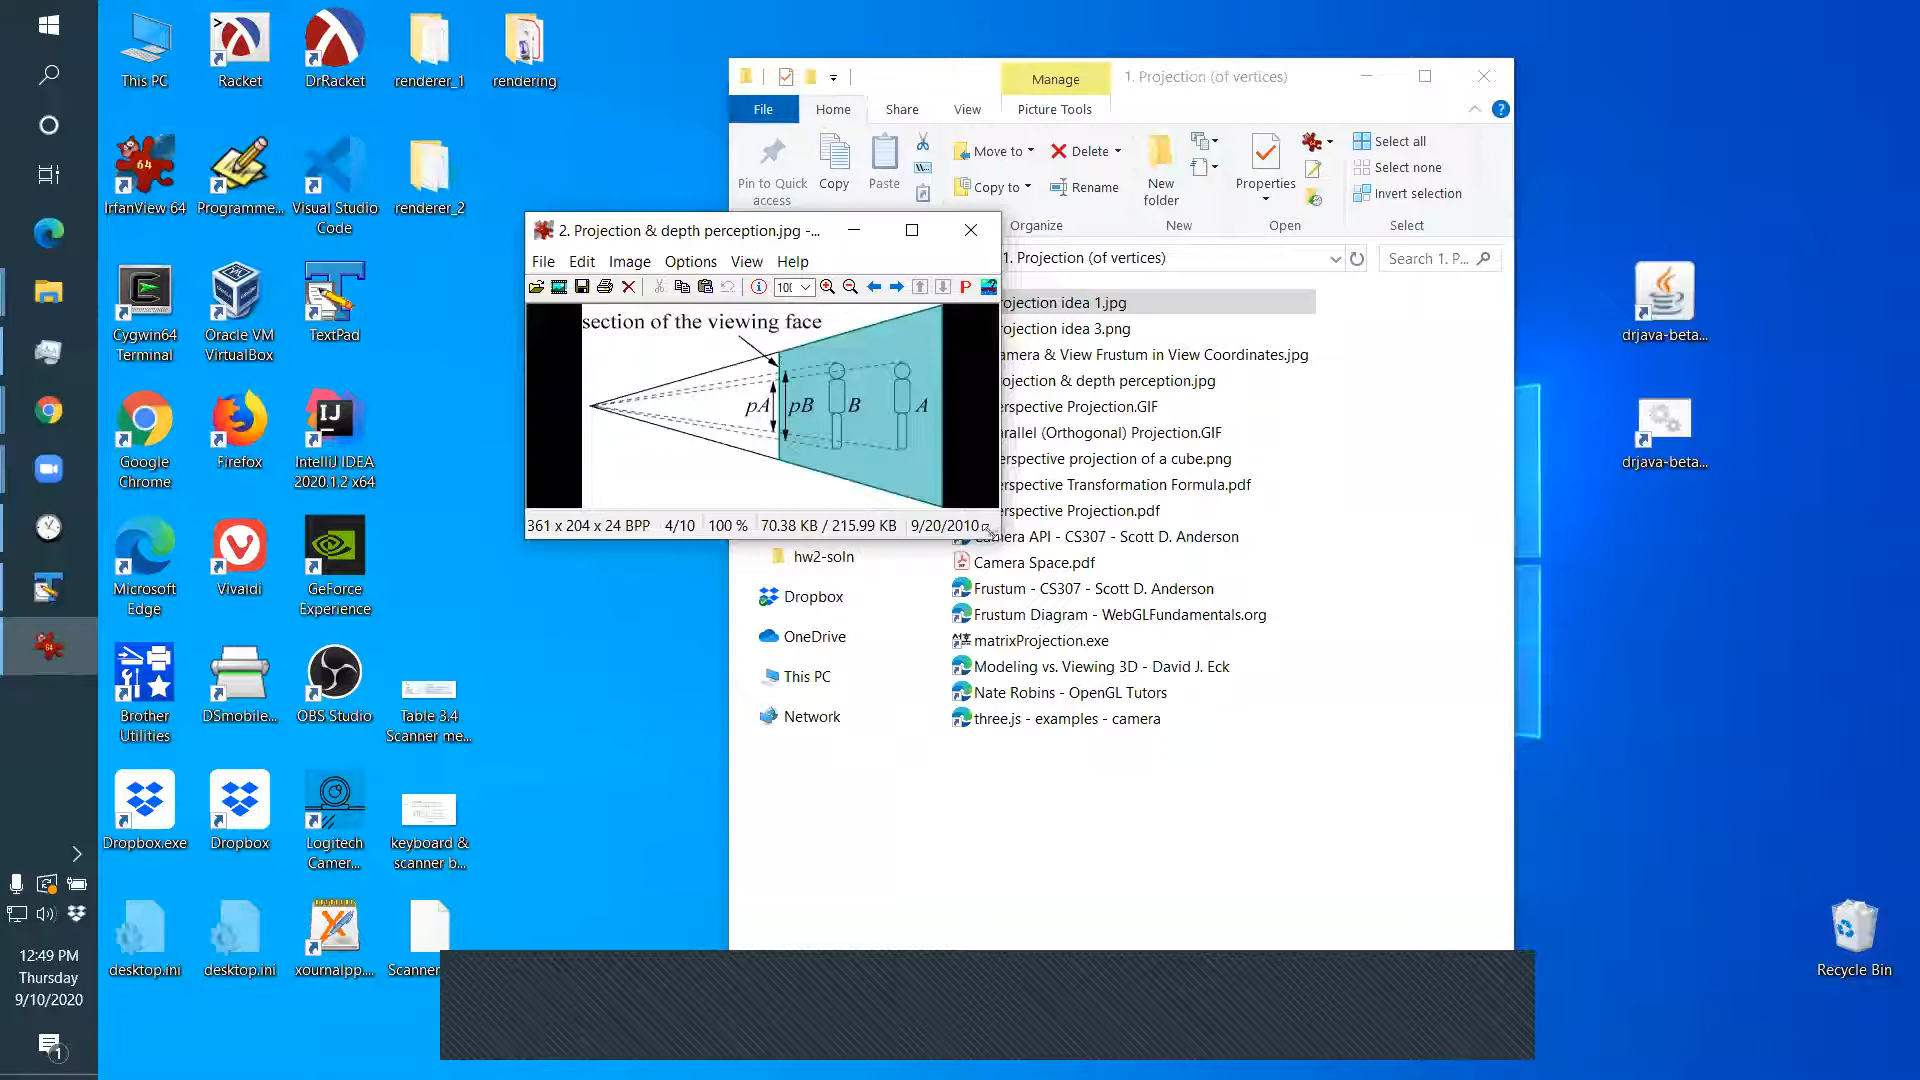 This PC
Racket
DrRacket
renderer_1
rendering
IrfanView 64
Programme...
Visual Studio
Code
renderer_2
Cygwin64
Terminal
Oracle VM
VirtualBox
TextPad
Google
Chrome
Firefox
IntelliJ IDEA
2020.1.2 x64
Microsoft
Edge
Vivaldi
GeForce
Experience
Brother
Utilities
DSmobile...
OBS Studio
Table 3.4
Scanner me...
Dropbox.exe
Dropbox
Logitech
Camer...
keyboard &
scanner b...
desktop.ini
desktop.ini
xournalpp....
Scanner
12:49 PM
Thursday
9/10/2020
1
Manage
1. Projection (of vertices)
File
Home
Share
View
Picture Tools
Pin to Quick
access
Copy
Paste
Move to
Copy to
Delete
Rename
New
folder
Properties
Select all
Select none
Invert selection
Organize
New
Open
Select
1. Projection (of vertices)
Search 1. P...
2. Projection & depth perception.jpg -...
File Edit Image Options View Help
section of the viewing face
pA
pB
B
A
361 x 204 x 24 BPP
4/10
100 %
70.38 KB / 215.99 KB
9/20/2010
ojection idea 1.jpg
ojection idea 3.png
amera & View Frustum in View Coordinates.jpg
ojection & depth perception.jpg
erspective Projection.GIF
arallel (Orthogonal) Projection.GIF
erspective projection of a cube.png
erspective Transformation Formula.pdf
erspective Projection.pdf
amera API - CS307 - Scott D. Anderson
Camera Space.pdf
Frustum - CS307 - Scott D. Anderson
Frustum Diagram - WebGLFundamentals.org
matrixProjection.exe
Modeling vs. Viewing 3D - David J. Eck
Nate Robins - OpenGL Tutors
three.js - examples - camera
hw2-soln
Dropbox
OneDrive
This PC
Network
drjava-beta...
drjava-beta...
Recycle Bin